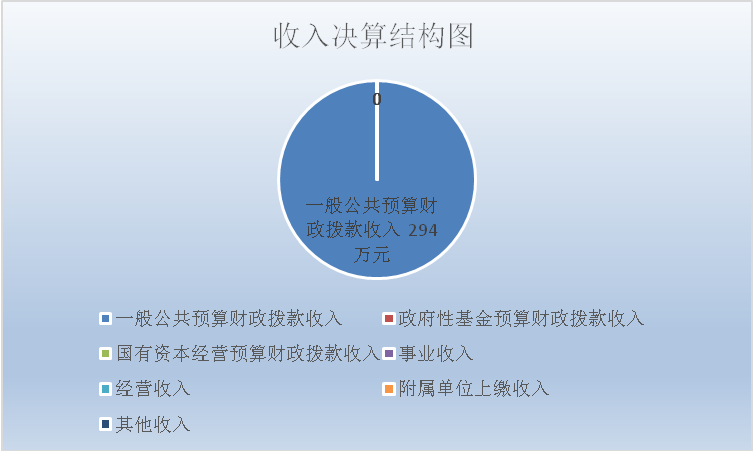 收入决算结构图
0
一般公共预算财
政拨款收入 294
万元
一般公共预算财政拨款收入 政府性基金预算财政拨款收入
国有资本经营预算财政拨款收入 事业收入
经营收入 附属单位上缴收入
其他收入